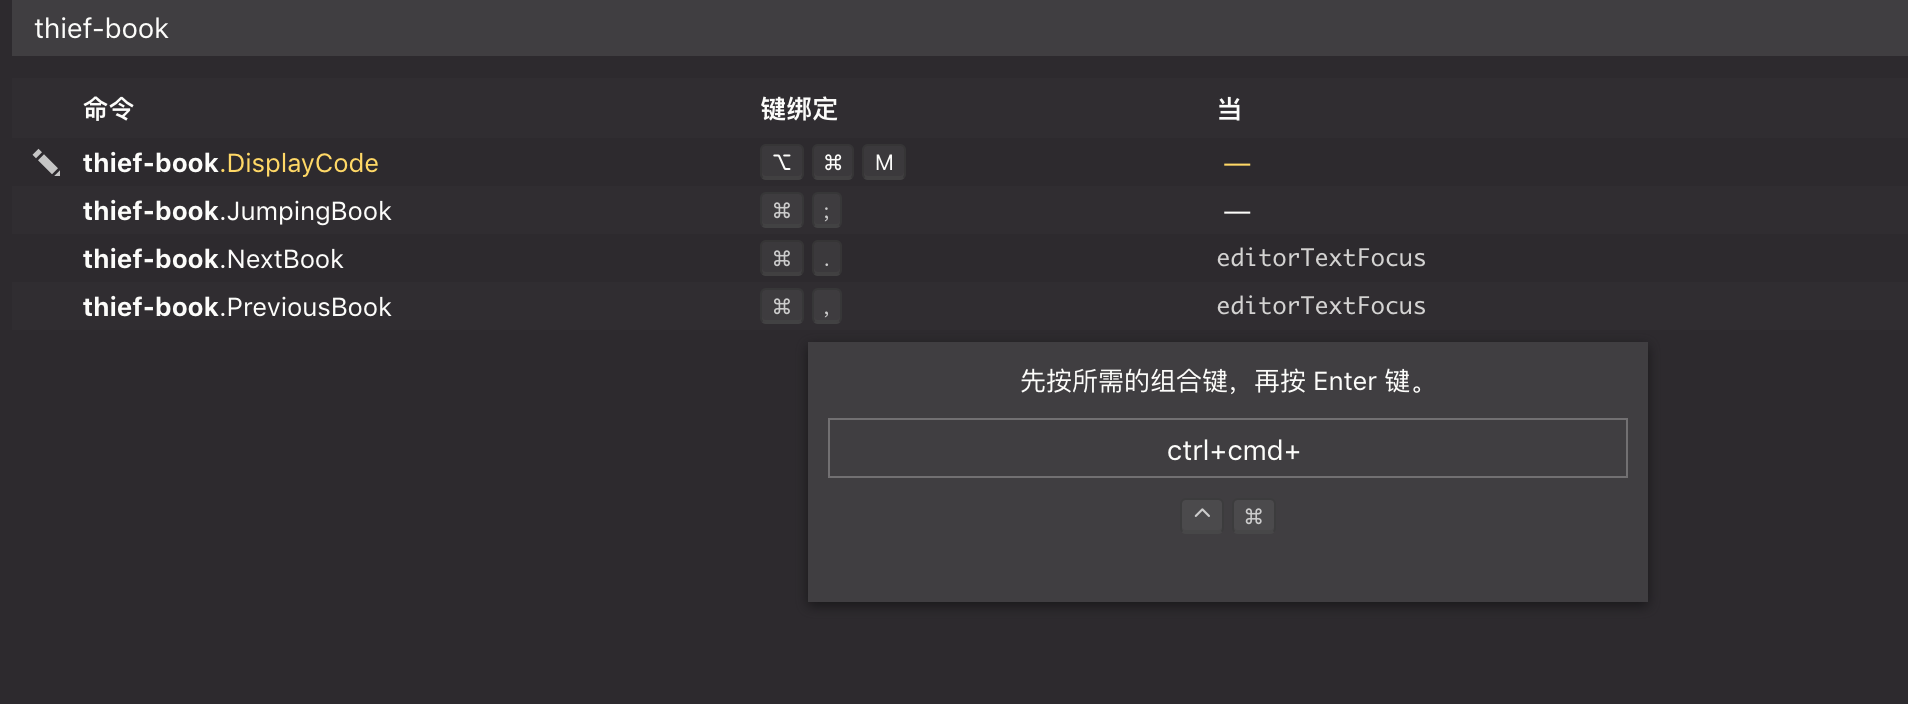 thief-book
命令 键绑定 当
thief-book.DisplayCode ⌥ ⌘ M —
thief-book.JumpingBook ⌘ ; —
thief-book.NextBook ⌘ . editorTextFocus
thief-book.PreviousBook ⌘ , editorTextFocus
先按所需的组合键，再按 Enter 键。
ctrl+cmd+
^ ⌘